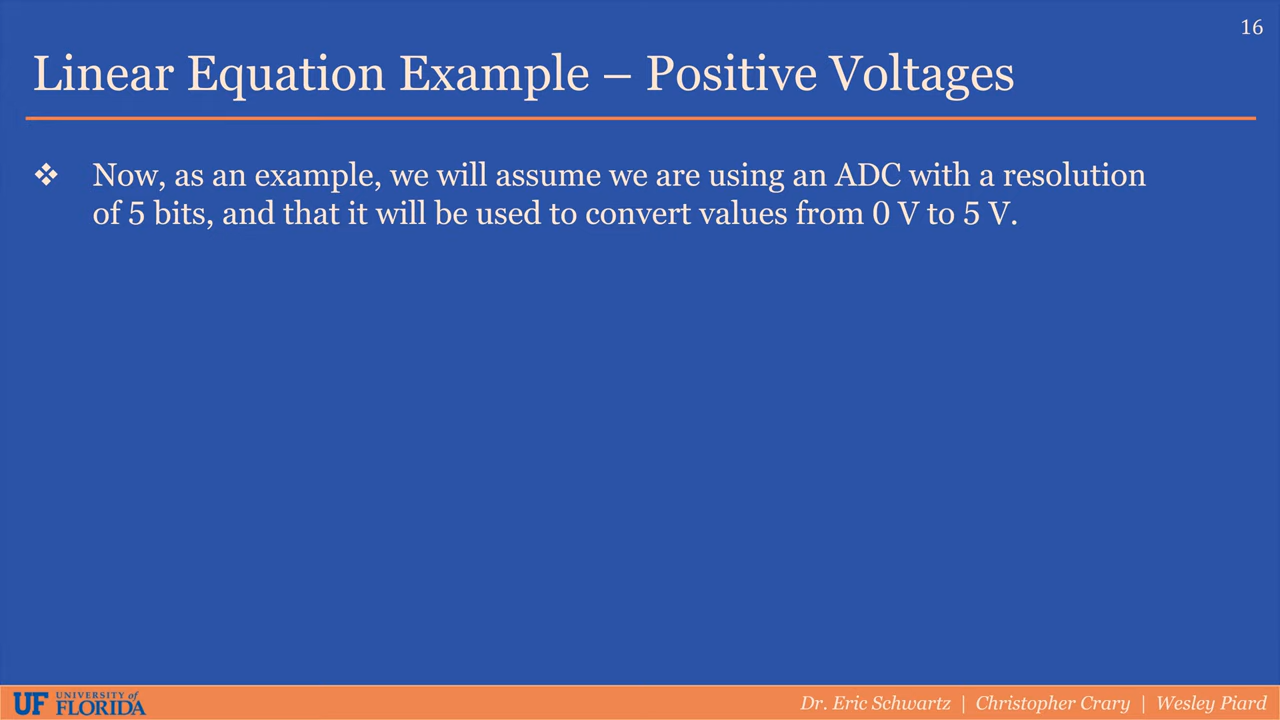 16
Linear Equation Example – Positive Voltages
❖ Now, as an example, we will assume we are using an ADC with a resolution
of 5 bits, and that it will be used to convert values from 0 V to 5 V.
UF UNIVERSITY of
FLORIDA
Dr. Eric Schwartz | Christopher Crary | Wesley Piard